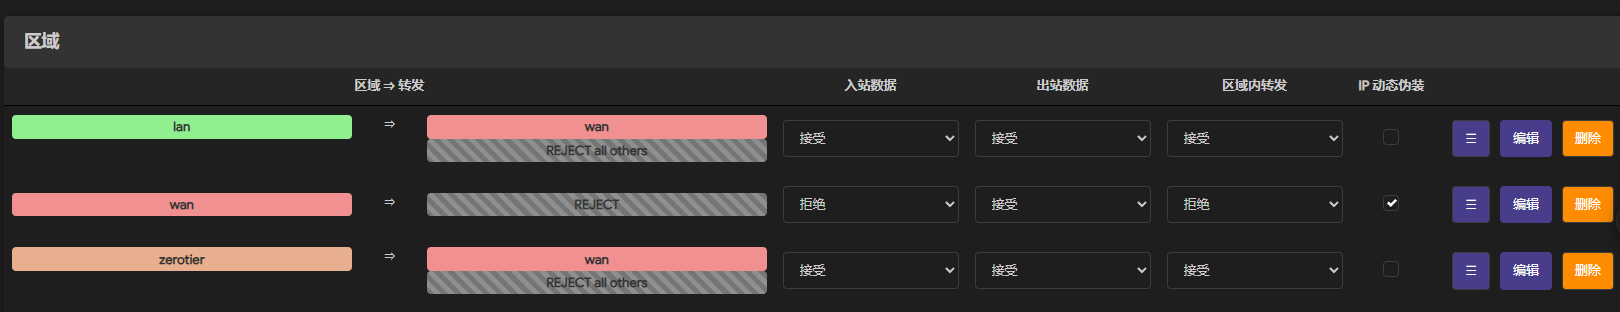 区域
区域 ⇒ 转发 入站数据 出站数据 区域内转发 IP 动态伪装
lan ⇒ wan 接受 接受 接受 ☰ 编辑 删除
REJECT all others
wan ⇒ REJECT 拒绝 接受 拒绝 ☰ 编辑 删除
zerotier ⇒ wan 接受 接受 接受 ☰ 编辑 删除
REJECT all others